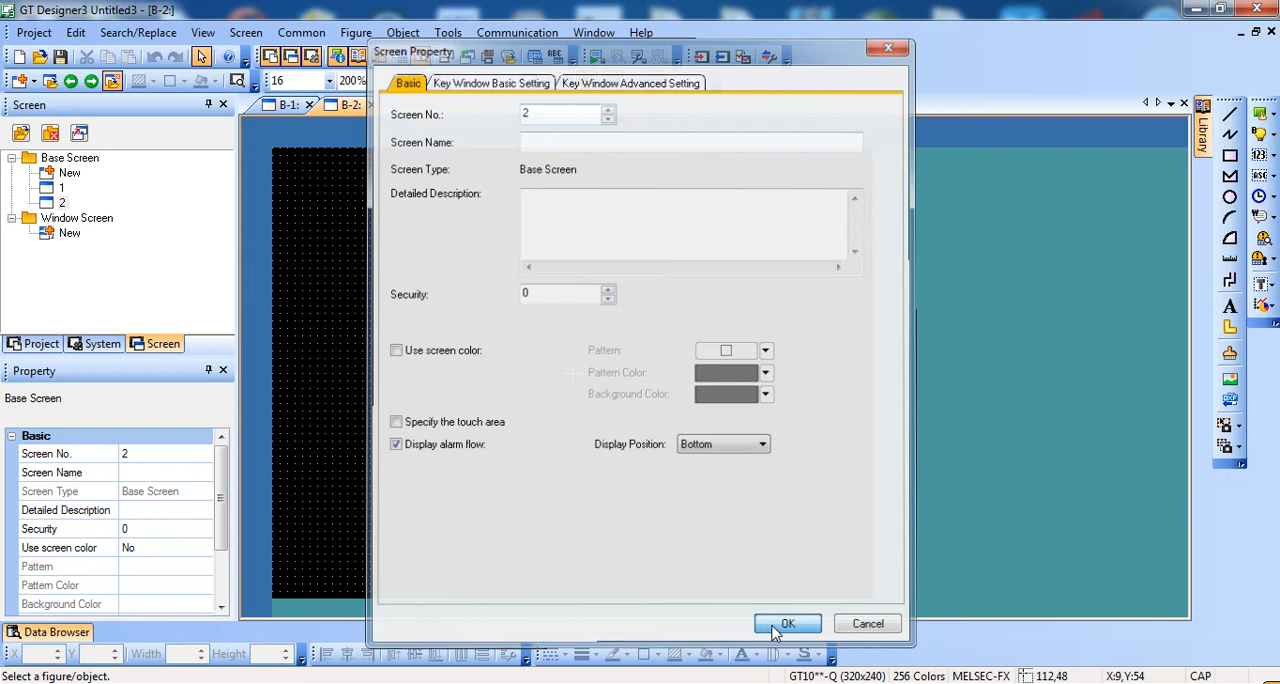 GT Designer3 Untitled3 - [B-2:]
Project Edit Search/Replace View Screen Common Figure Object Tools Communication Window Help
16 200%
Screen
B-1: B-2:
Base Screen
New
1
2
Window Screen
New
Project System Screen
Property
Base Screen
Basic
Screen No. 2
Screen Name
Screen Type Base Screen
Detailed Description
Security 0
Use screen color No
Pattern
Pattern Color
Background Color
Data Browser
Screen Property
Basic Key Window Basic Setting Key Window Advanced Setting
Screen No.: 2
Screen Name:
Screen Type: Base Screen
Detailed Description:
Security: 0
Use screen color: Pattern:
Pattern Color:
Background Color:
Specify the touch area
Display alarm flow: Display Position: Bottom
OK Cancel
Library
X Y Width Height
Select a figure/object. GT10**-Q (320x240) 256 Colors MELSEC-FX 112,48 X:9,Y:54 CAP